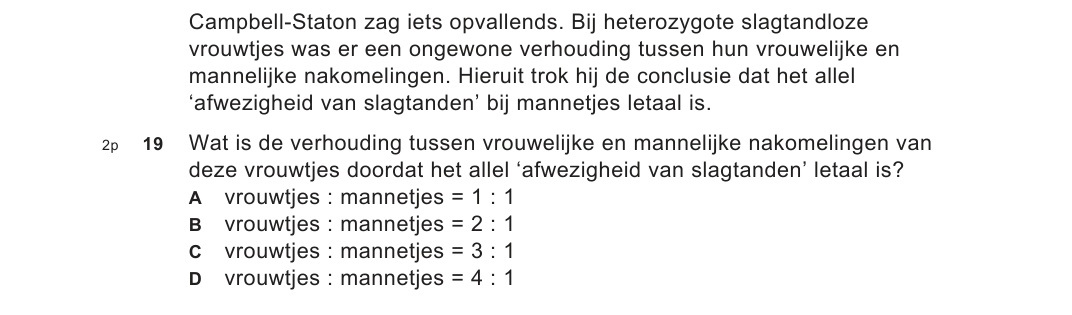 Campbell-Staton zag iets opvallends. Bij heterozygote slagtandloze
vrouwtjes was er een ongewone verhouding tussen hun vrouwelijke en
mannelijke nakomelingen. Hieruit trok hij de conclusie dat het allel
‘afwezigheid van slagtanden’ bij mannetjes letaal is.
2p 19 Wat is de verhouding tussen vrouwelijke en mannelijke nakomelingen van
deze vrouwtjes doordat het allel ‘afwezigheid van slagtanden’ letaal is?
A vrouwtjes : mannetjes = 1 : 1
B vrouwtjes : mannetjes = 2 : 1
C vrouwtjes : mannetjes = 3 : 1
D vrouwtjes : mannetjes = 4 : 1